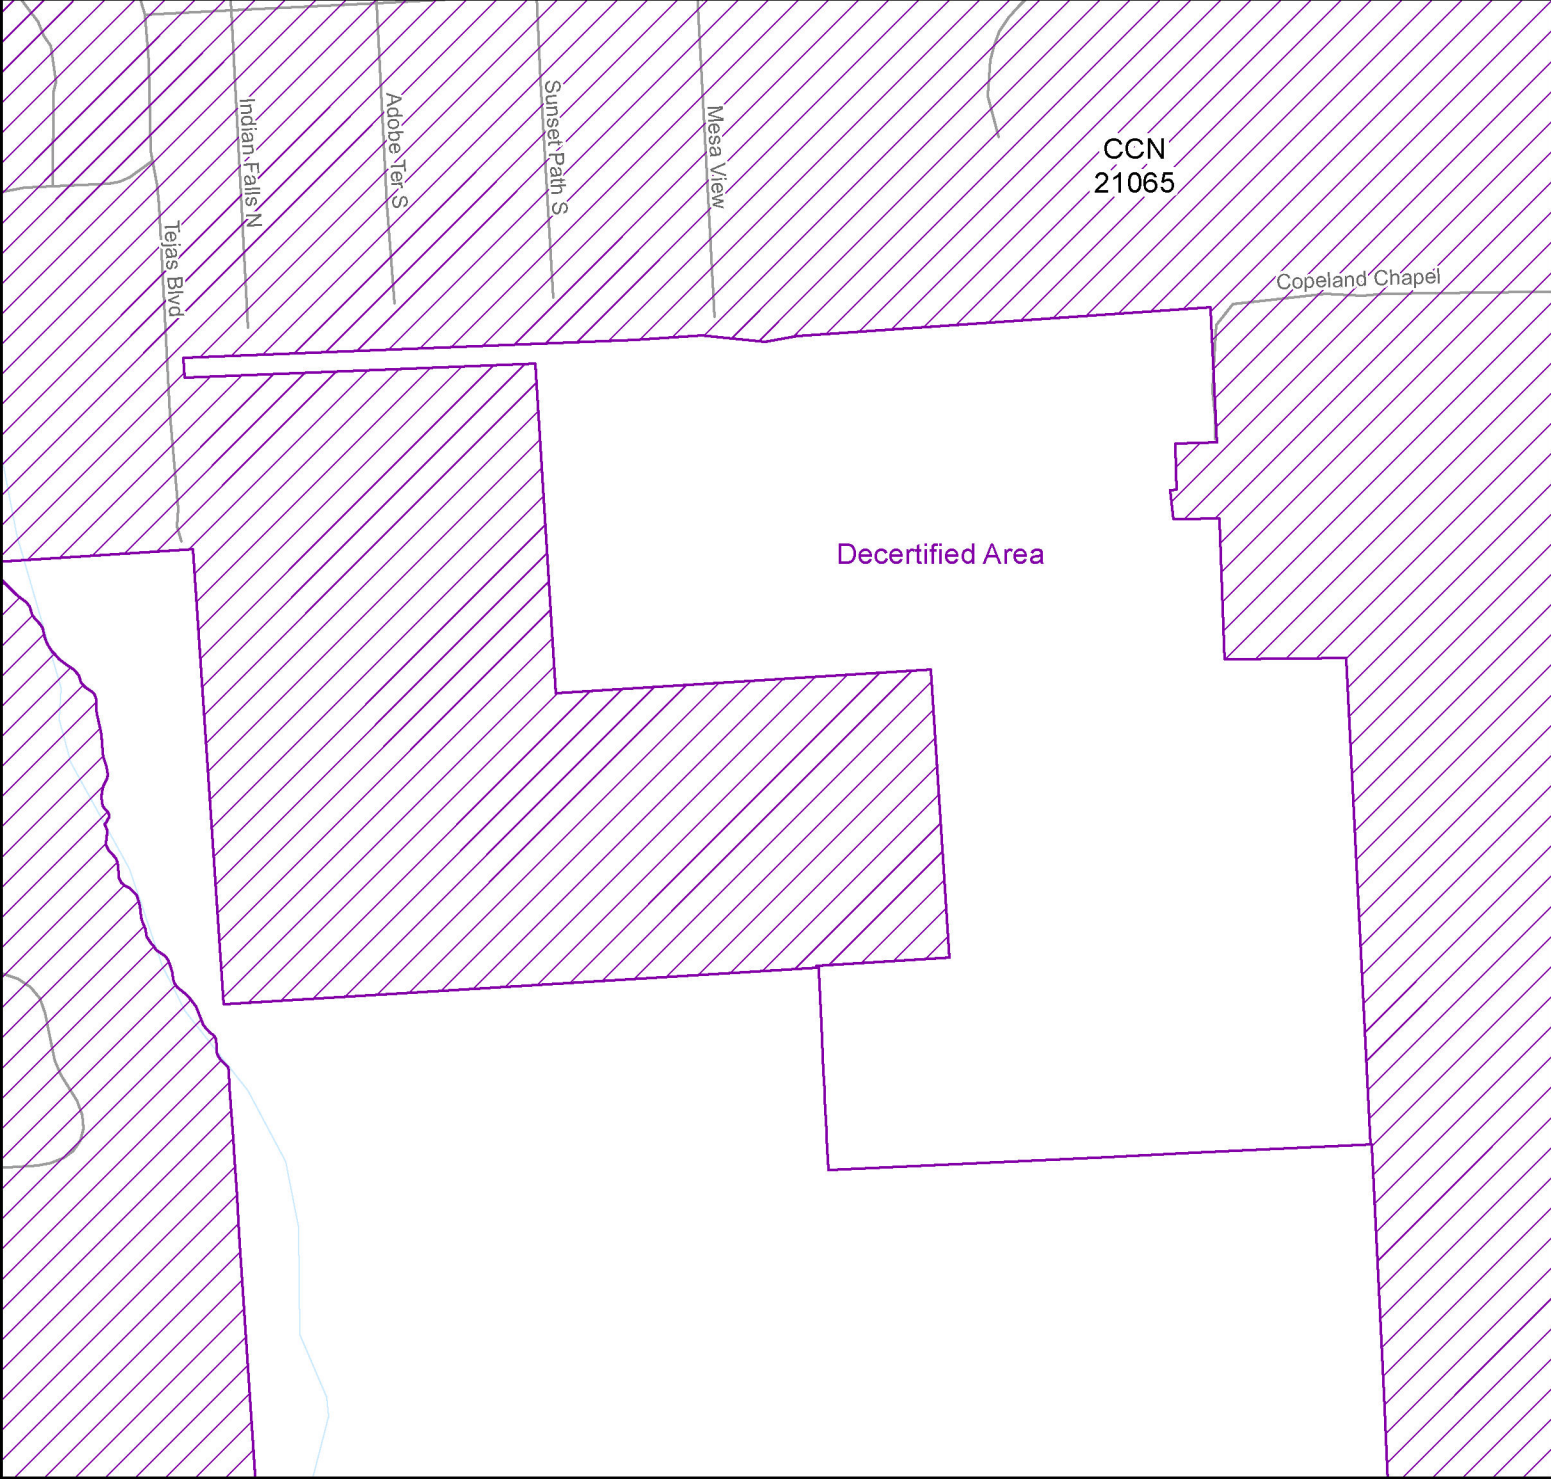 Indian Falls N
Adobe Ter S
Sunset Path S
Mesa View
CCN
21065
Tejas Blvd
Copeland Chapel
Decertified Area